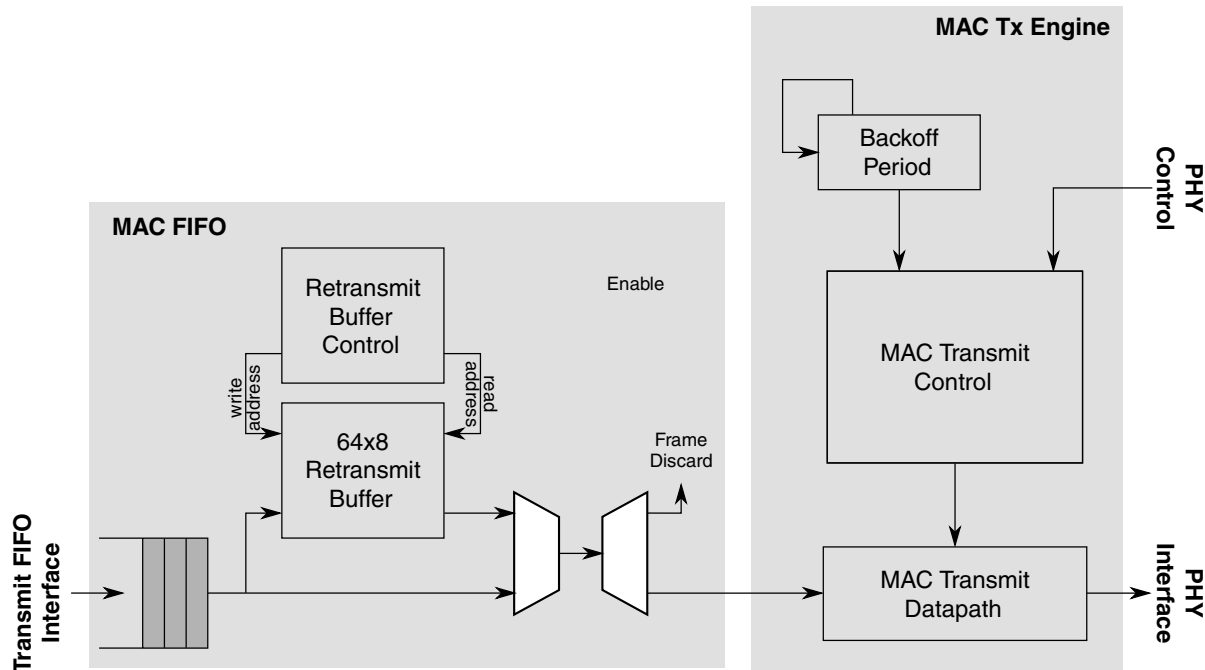 MAC Tx Engine
Backoff
Period
PHY
Control
MAC FIFO
Retransmit
Buffer
Control
Enable
MAC Transmit
Control
write
address
read
address
64x8
Retransmit
Buffer
Frame
Discard
Transmit FIFO
Interface
MAC Transmit
Datapath
PHY
Interface